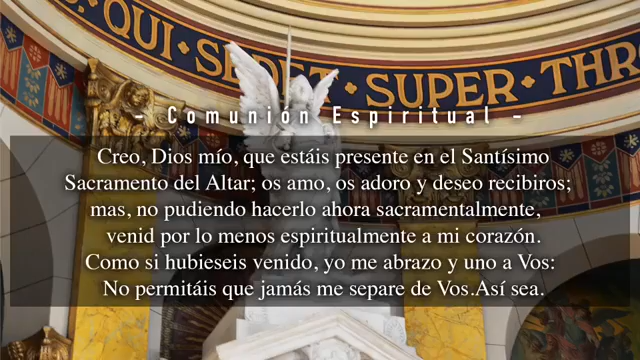 · QUI · SEDET · SUPER · THR
- Comunión Espiritual -
Creo, Dios mío, que estáis presente en el Santísimo
Sacramento del Altar; os amo, os adoro y deseo recibiros;
mas, no pudiendo hacerlo ahora sacramentalmente,
venid por lo menos espiritualmente a mi corazón.
Como si hubieseis venido, yo me abrazo y uno a Vos:
No permitáis que jamás me separe de Vos.Así sea.